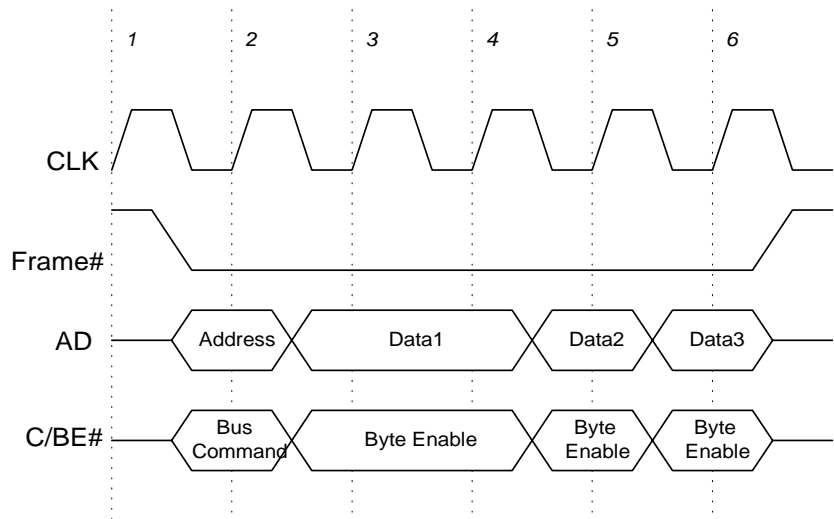 1 2 3 4 5 6
CLK
Frame#
AD Address Data1 Data2 Data3
C/BE# Bus Command Byte Enable Byte Enable Byte Enable